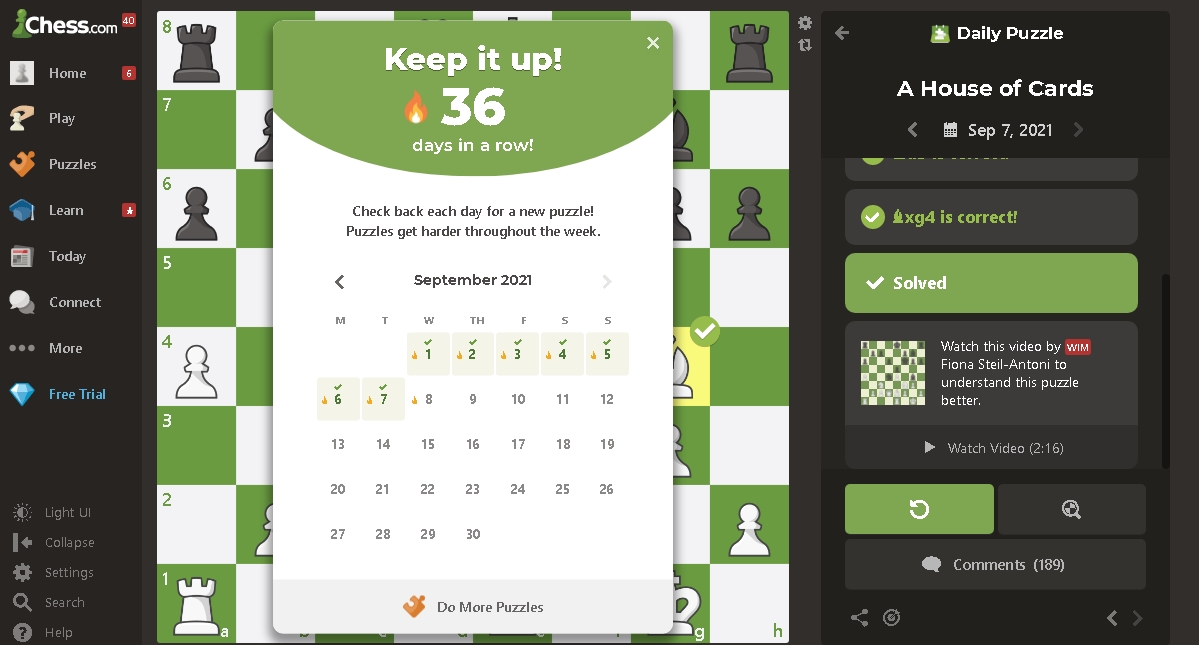 Chess.com 40
Home 6
Play
Puzzles
Learn
Today
Connect
More
Free Trial
Light UI
Collapse
Settings
Search
Help
8
7
6
5
4
3
2
1
a
g
h
Keep it up!
36
days in a row!
Check back each day for a new puzzle!
Puzzles get harder throughout the week.
September 2021
M T W TH F S S
1 2 3 4 5
6 7 8 9 10 11 12
13 14 15 16 17 18 19
20 21 22 23 24 25 26
27 28 29 30
Do More Puzzles
Daily Puzzle
A House of Cards
Sep 7, 2021
xg4 is correct!
Solved
Watch this video by WIM
Fiona Steil-Antoni to
understand this puzzle
better.
Watch Video (2:16)
Comments (189)